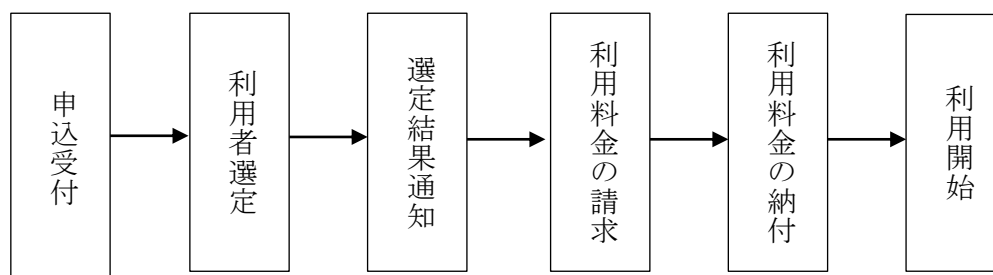 申込受付
利用者選定
選定結果通知
利用料金の請求
利用料金の納付
利用開始